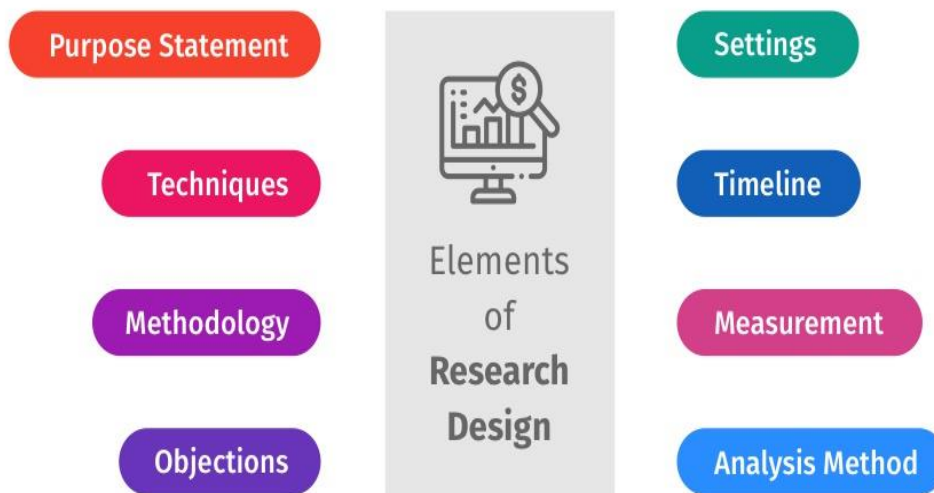 Purpose Statement
Techniques
Methodology
Objections
$
Elements
of
Research
Design
Settings
Timeline
Measurement
Analysis Method